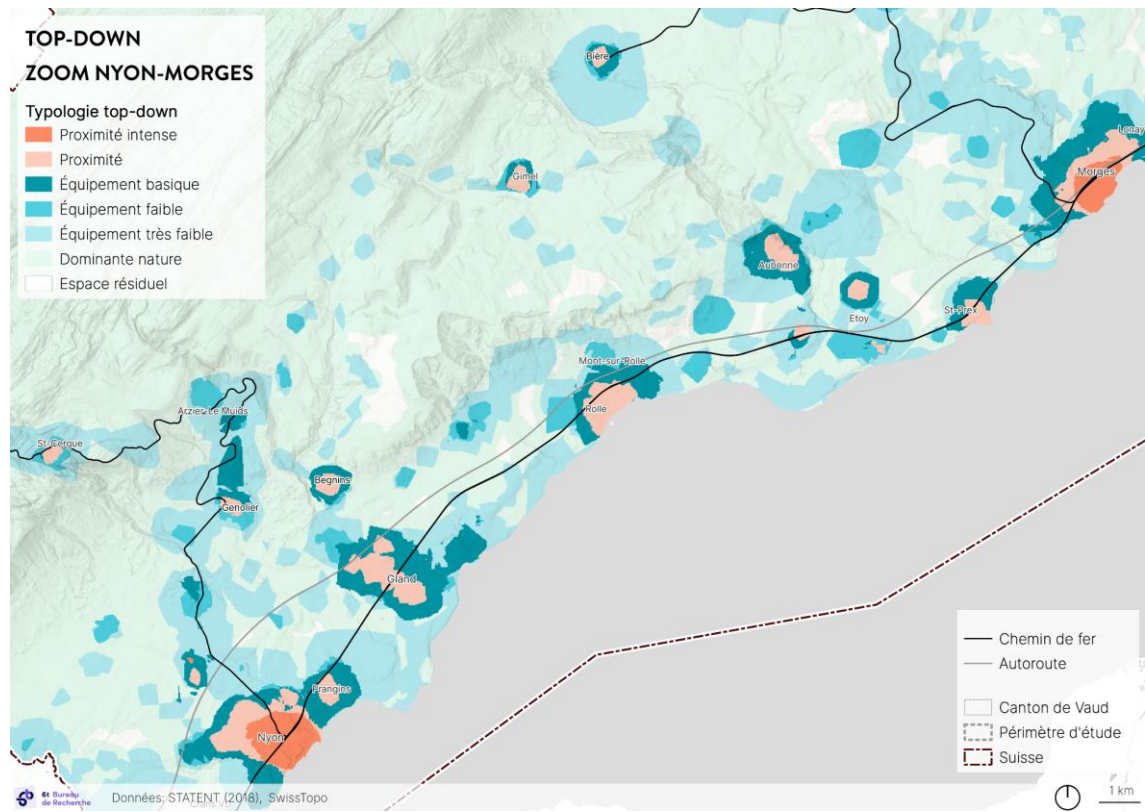 TOP-DOWN
ZOOM NYON-MORGES
Typologie top-down
Proximité intense
Proximité
Équipement basique
Équipement faible
Équipement très faible
Dominante nature
Espace résiduel
Bière
Lonay
Morges
Gimel
Aubonne
Etoy
St-Prex
Mont-sur-Rolle
Rolle
Arzier-Le Muids
St-Cergue
Begnins
Genolier
Gland
Prangins
Nyon
Chemin de fer
Autoroute
Canton de Vaud
Périmètre d'étude
Suisse
6t Bureau
de Recherche
Données: STATENT (2018), SwissTopo
1 km